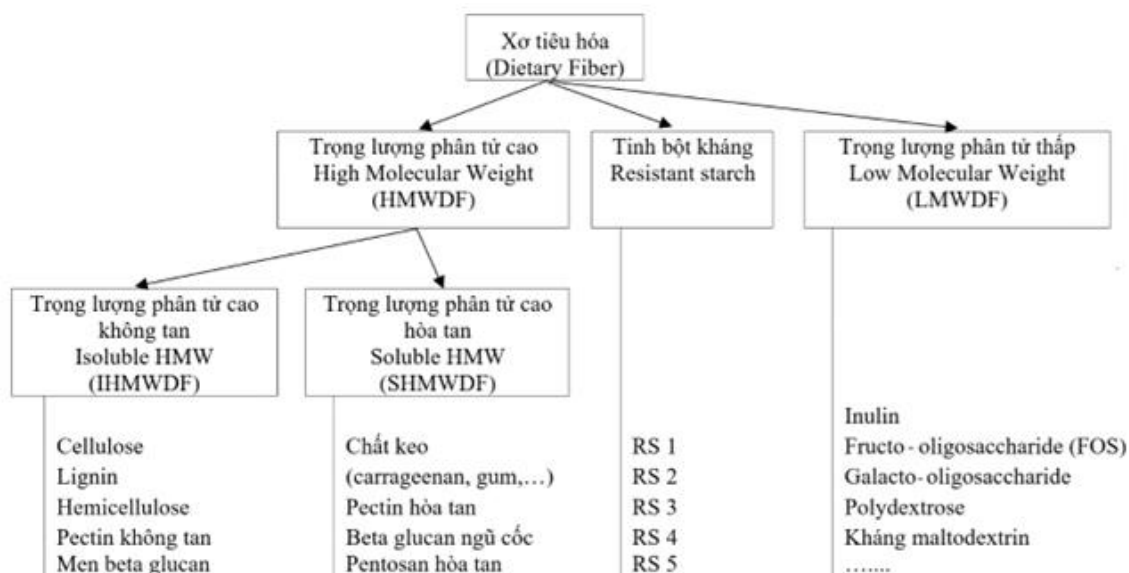 Xơ tiêu hóa
(Dietary Fiber)
Trọng lượng phân tử cao
High Molecular Weight
(HMWDF)
Tinh bột kháng
Resistant starch
Trọng lượng phân tử thấp
Low Molecular Weight
(LMWDF)
Trọng lượng phân tử cao
không tan
Isoluble HMW
(IHMWDF)
Trọng lượng phân tử cao
hòa tan
Soluble HMW
(SHMWDF)
Cellulose
Lignin
Hemicellulose
Pectin không tan
Men beta glucan
Chất keo
(carrageenan, gum,…)
Pectin hòa tan
Beta glucan ngũ cốc
Pentosan hòa tan
RS 1
RS 2
RS 3
RS 4
RS 5
Inulin
Fructo-oligosaccharide (FOS)
Galacto-oligosaccharide
Polydextrose
Kháng maltodextrin
…....